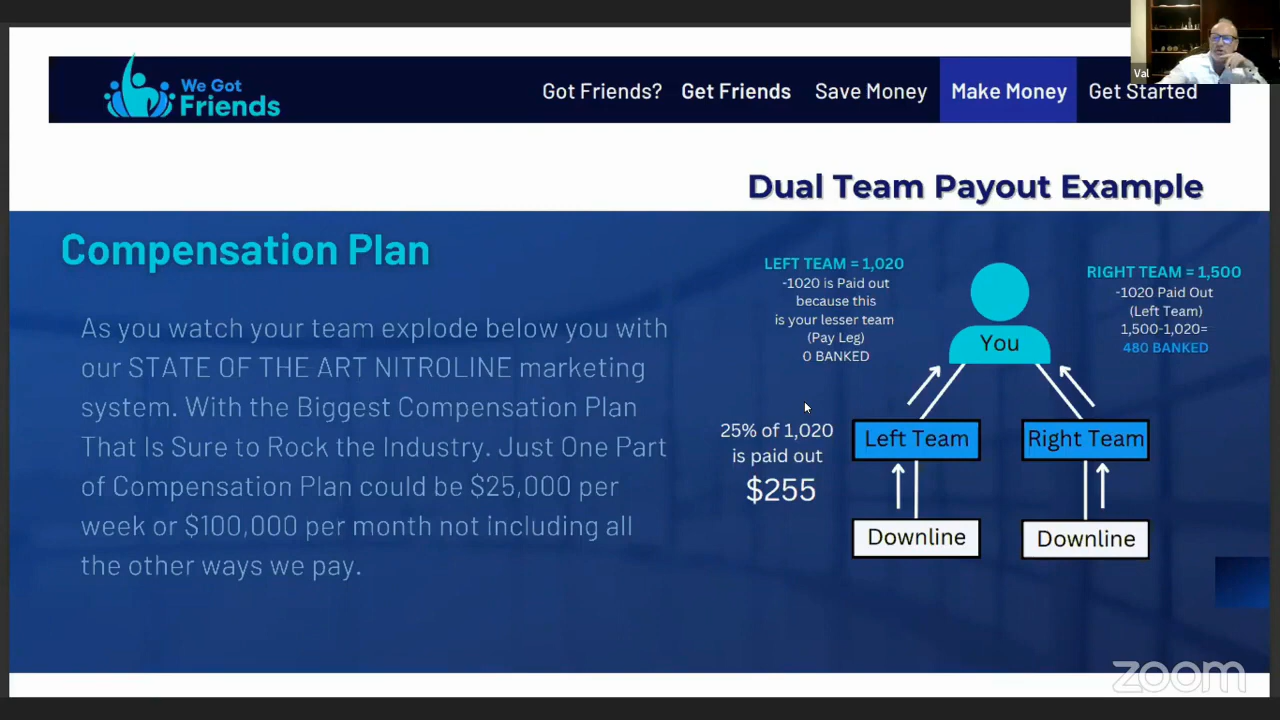 We Got
Friends
Got Friends?
Get Friends
Save Money
Make Money
Get Started
Val
Dual Team Payout Example
Compensation Plan
As you watch your team explode below you with
our STATE OF THE ART NITROLINE marketing
system. With the Biggest Compensation Plan
That Is Sure to Rock the Industry. Just One Part
of Compensation Plan could be $25,000 per
week or $100,000 per month not including all
the other ways we pay.
LEFT TEAM = 1,020
-1020 is Paid out
because this
is your lesser team
(Pay Leg)
0 BANKED
You
RIGHT TEAM = 1,500
-1020 Paid Out
(Left Team)
1,500-1,020=
480 BANKED
25% of 1,020
is paid out
$255
Left Team
Right Team
Downline
Downline
zoom